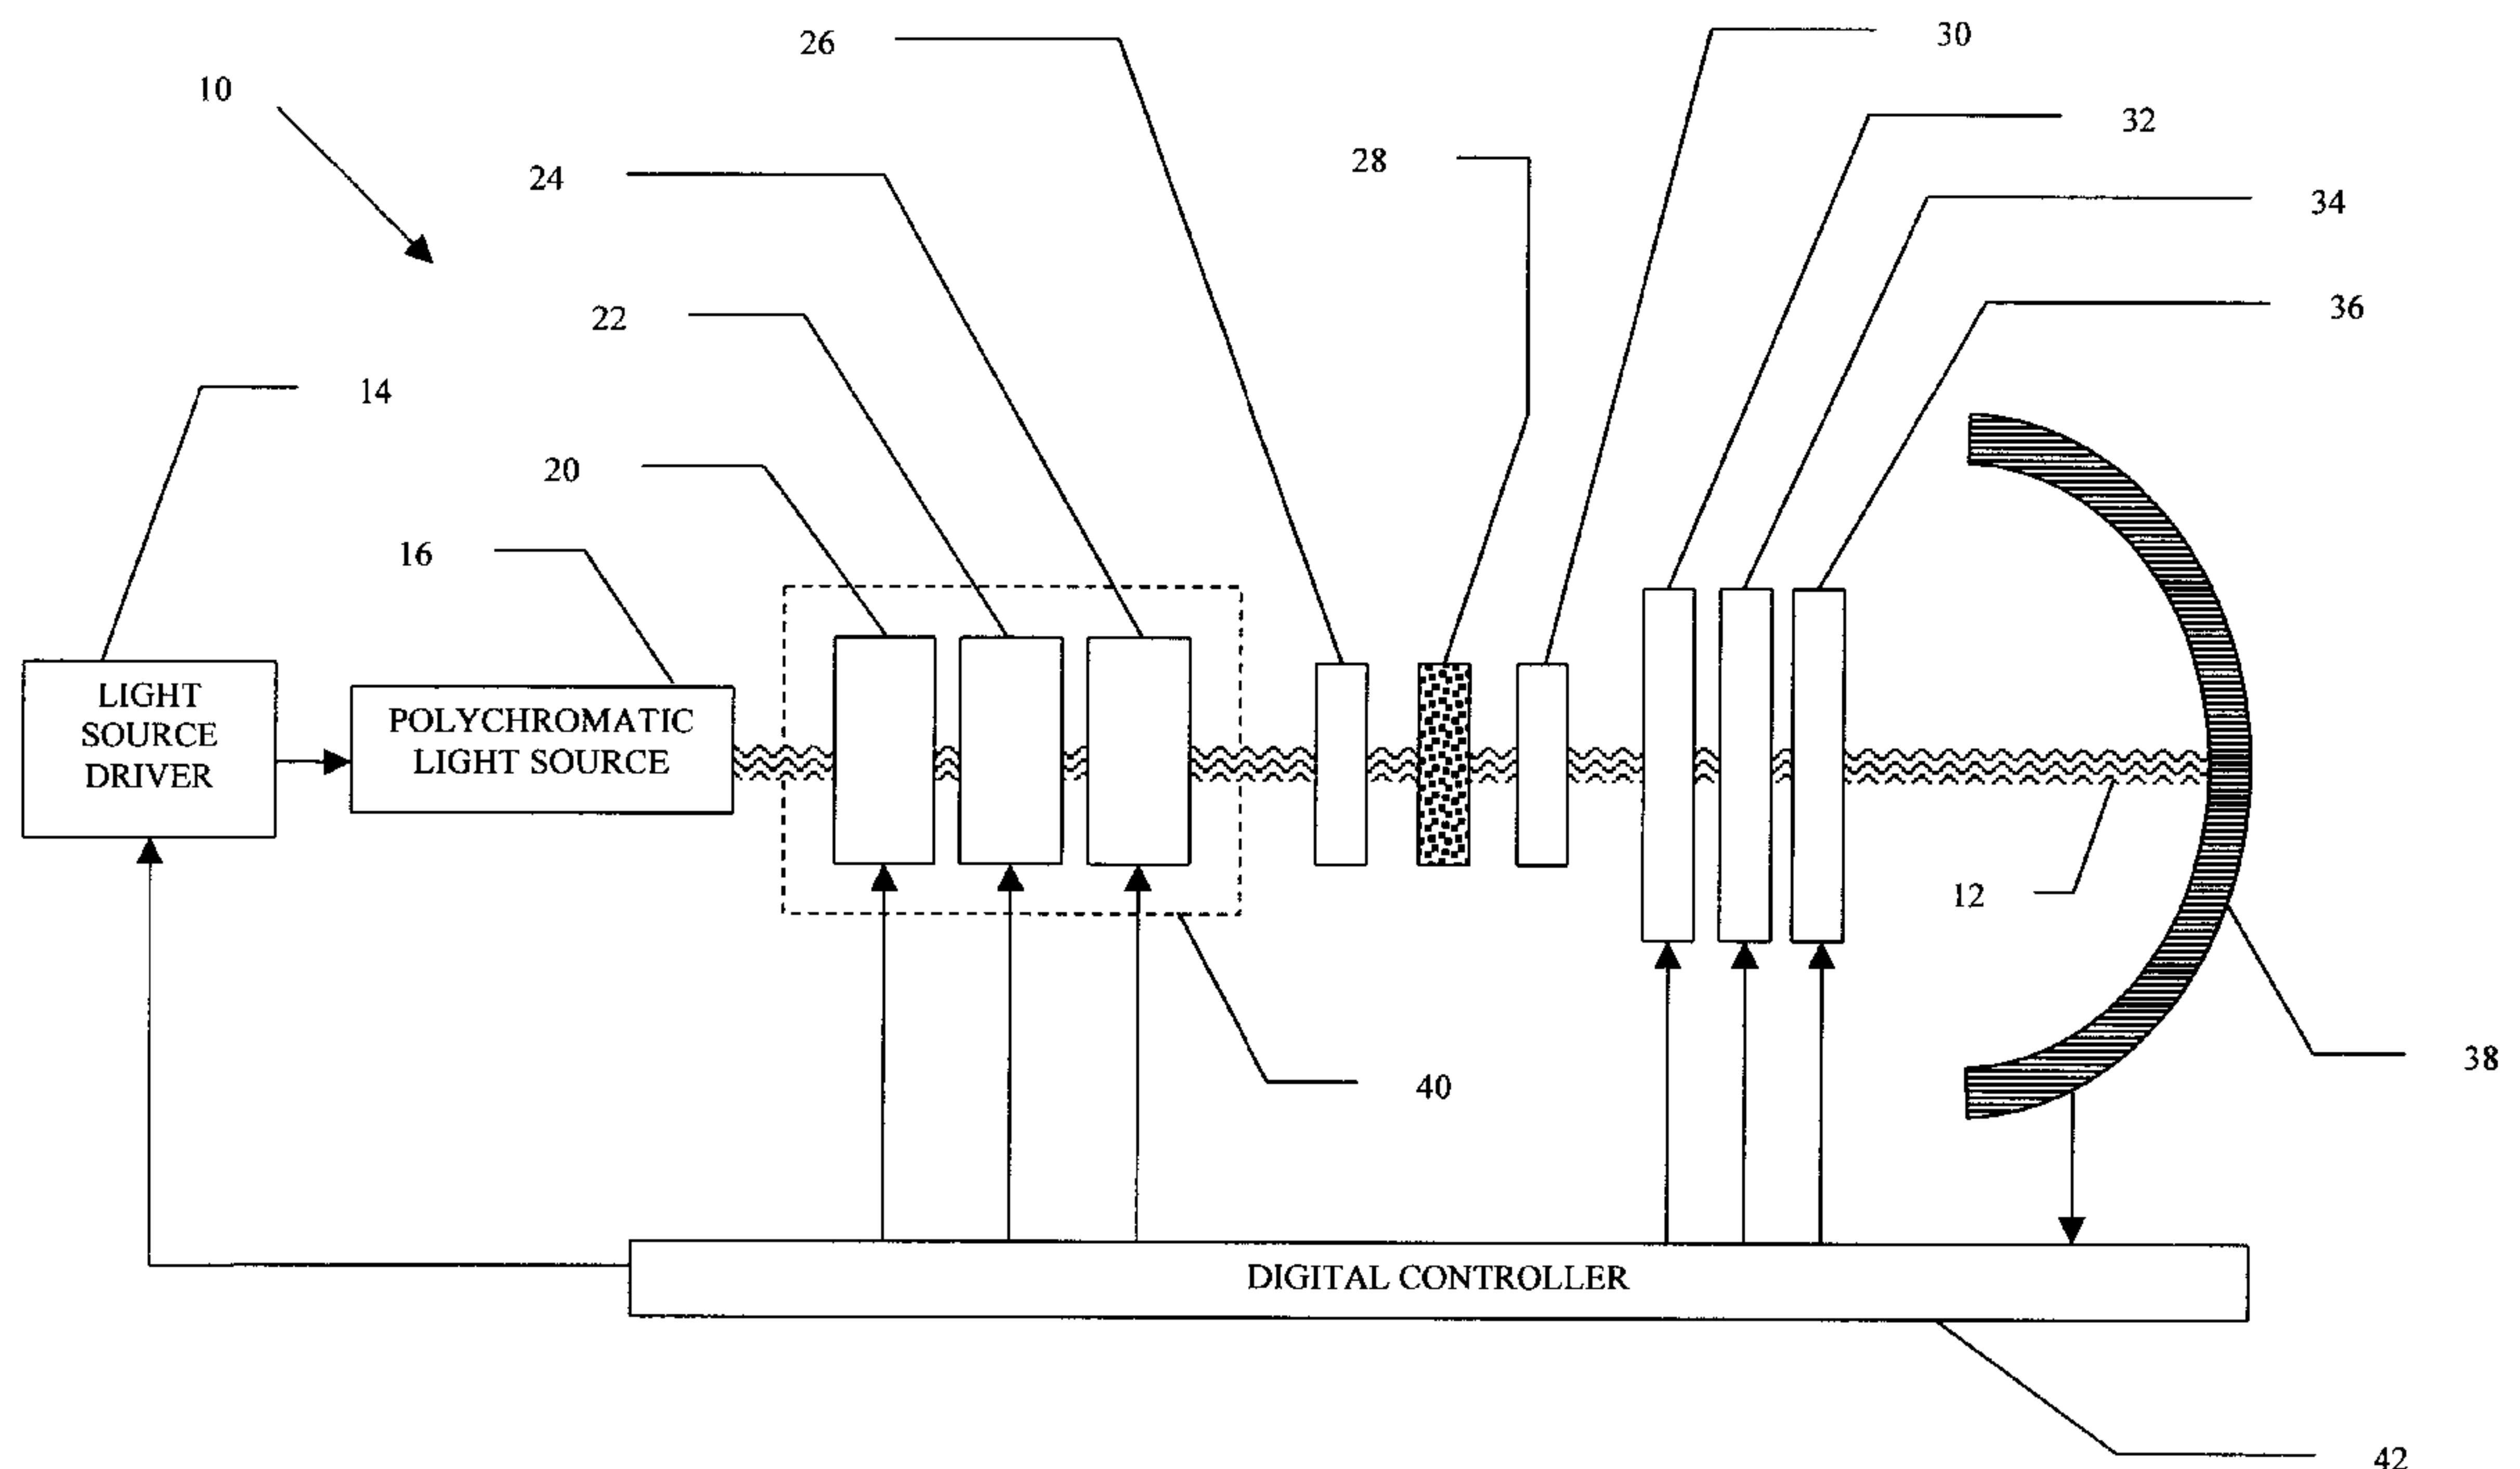 26
30
10
32
28
24
34
36
22
14
20
16
LIGHT
SOURCE
DRIVER
POLYCHROMATIC
LIGHT SOURCE
12
38
40
DIGITAL CONTROLLER
42